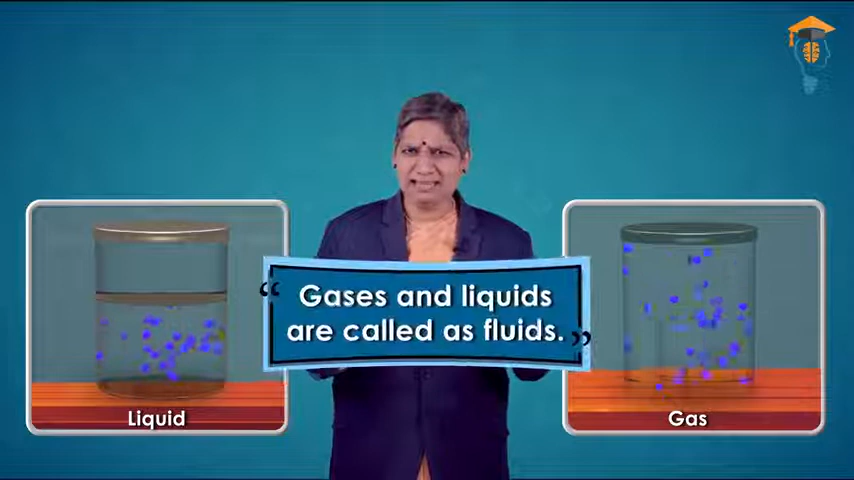 “Gases and liquids
are called as fluids.”
Liquid
Gas